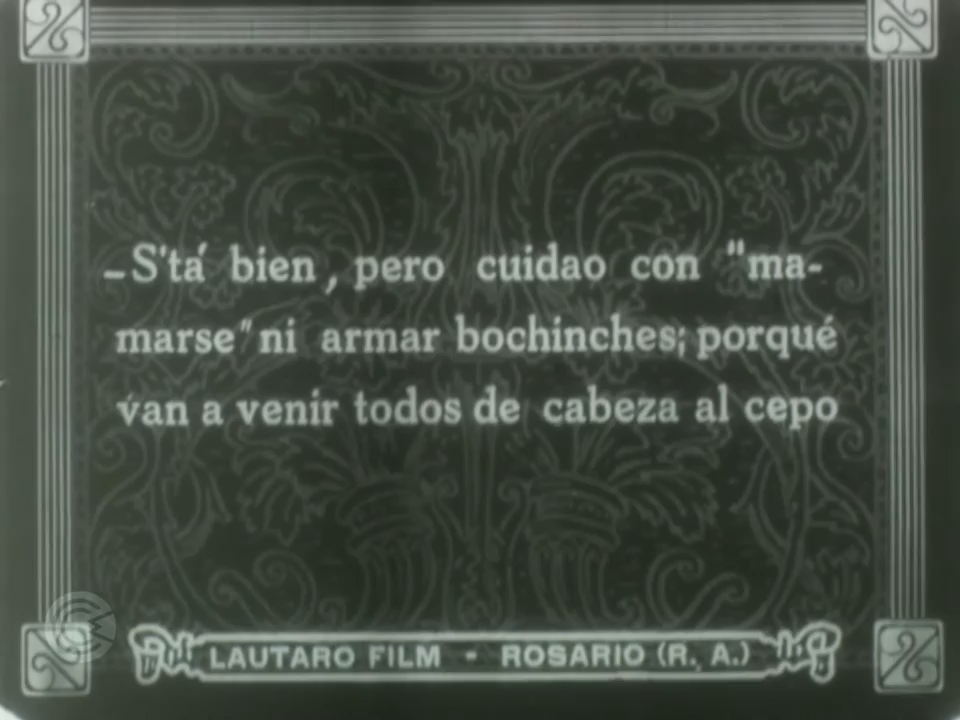 -S'tá bien, pero cuidao con "ma-
marse" ni armar bochinches; porqué
van a venir todos de cabeza al cepo
LAUTARO FILM - ROSARIO (R. A.)